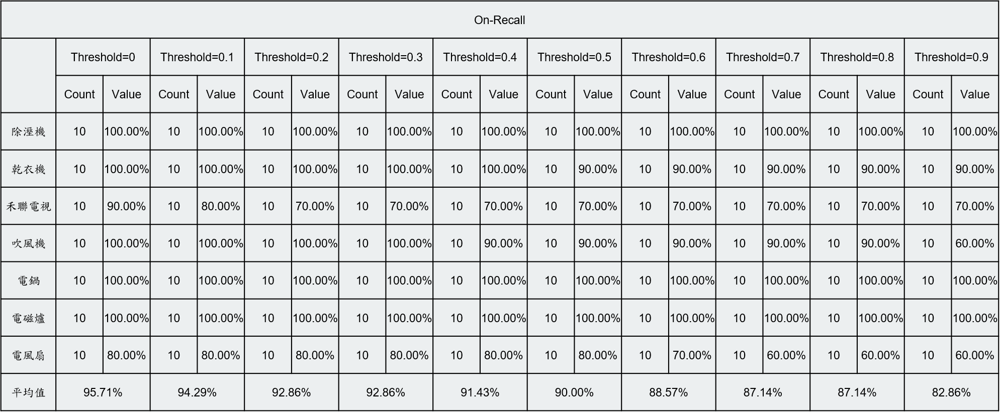 On-Recall
Threshold=0 Threshold=0.1 Threshold=0.2 Threshold=0.3 Threshold=0.4 Threshold=0.5 Threshold=0.6 Threshold=0.7 Threshold=0.8 Threshold=0.9
Count Value Count Value Count Value Count Value Count Value Count Value Count Value Count Value Count Value Count Value
除溼機 10 100.00% 10 100.00% 10 100.00% 10 100.00% 10 100.00% 10 100.00% 10 100.00% 10 100.00% 10 100.00% 10 100.00%
乾衣機 10 100.00% 10 100.00% 10 100.00% 10 100.00% 10 100.00% 10 90.00% 10 90.00% 10 90.00% 10 90.00% 10 90.00%
禾聯電視 10 90.00% 10 80.00% 10 70.00% 10 70.00% 10 70.00% 10 70.00% 10 70.00% 10 70.00% 10 70.00% 10 70.00%
吹風機 10 100.00% 10 100.00% 10 100.00% 10 100.00% 10 90.00% 10 90.00% 10 90.00% 10 90.00% 10 90.00% 10 60.00%
電鍋 10 100.00% 10 100.00% 10 100.00% 10 100.00% 10 100.00% 10 100.00% 10 100.00% 10 100.00% 10 100.00% 10 100.00%
電磁爐 10 100.00% 10 100.00% 10 100.00% 10 100.00% 10 100.00% 10 100.00% 10 100.00% 10 100.00% 10 100.00% 10 100.00%
電風扇 10 80.00% 10 80.00% 10 80.00% 10 80.00% 10 80.00% 10 80.00% 10 70.00% 10 60.00% 10 60.00% 10 60.00%
平均值 95.71% 94.29% 92.86% 92.86% 91.43% 90.00% 88.57% 87.14% 87.14% 82.86%